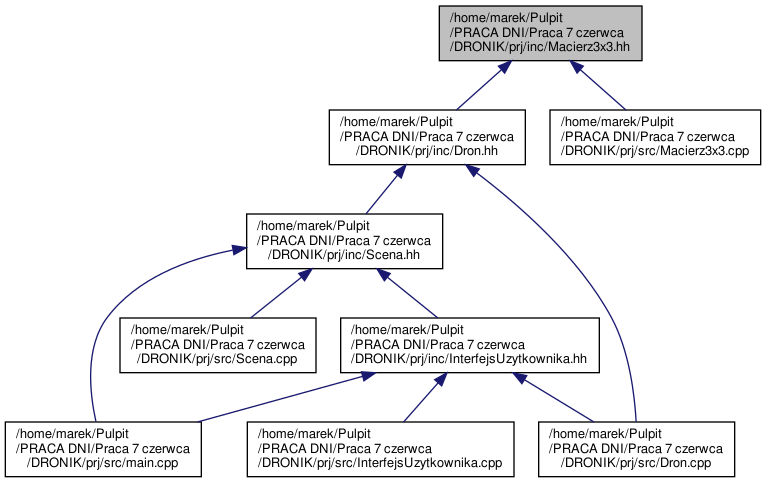 /home/marek/Pulpit
/PRACA DNI/Praca 7 czerwca
/DRONIK/prj/inc/Macierz3x3.hh
/home/marek/Pulpit
/PRACA DNI/Praca 7 czerwca
/DRONIK/prj/inc/Dron.hh
/home/marek/Pulpit
/PRACA DNI/Praca 7 czerwca
/DRONIK/prj/src/Macierz3x3.cpp
/home/marek/Pulpit
/PRACA DNI/Praca 7 czerwca
/DRONIK/prj/inc/Scena.hh
/home/marek/Pulpit
/PRACA DNI/Praca 7 czerwca
/DRONIK/prj/src/Scena.cpp
/home/marek/Pulpit
/PRACA DNI/Praca 7 czerwca
/DRONIK/prj/inc/InterfejsUzytkownika.hh
/home/marek/Pulpit
/PRACA DNI/Praca 7 czerwca
/DRONIK/prj/src/main.cpp
/home/marek/Pulpit
/PRACA DNI/Praca 7 czerwca
/DRONIK/prj/src/InterfejsUzytkownika.cpp
/home/marek/Pulpit
/PRACA DNI/Praca 7 czerwca
/DRONIK/prj/src/Dron.cpp